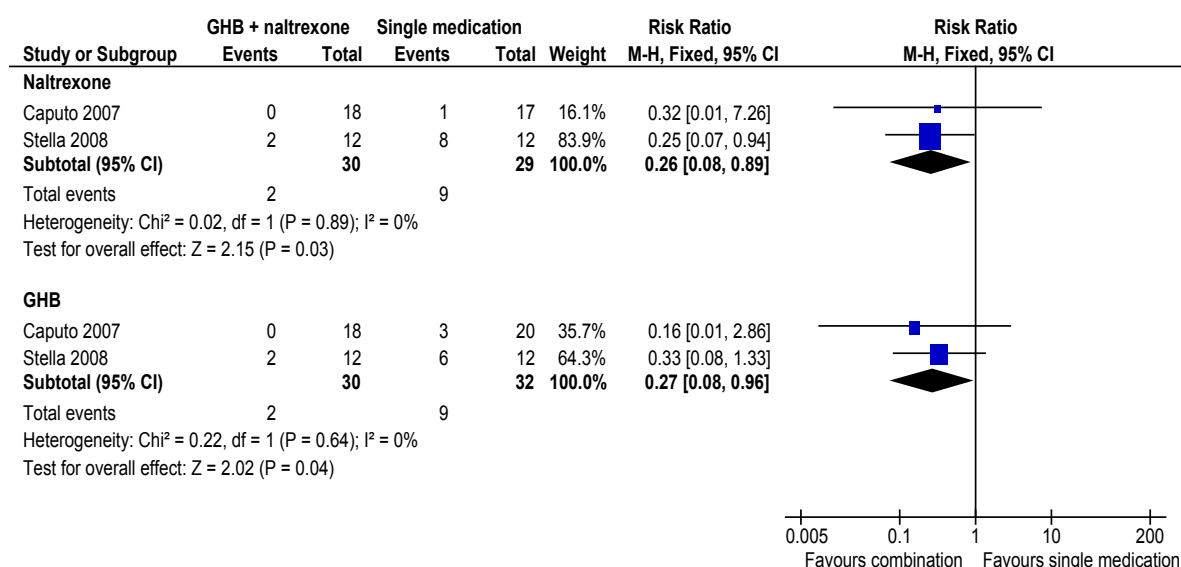 GHB + naltrexone Single medication Risk Ratio Risk Ratio
Study or Subgroup Events Total Events Total Weight M-H, Fixed, 95% CI M-H, Fixed, 95% CI
Naltrexone
Caputo 2007 0 18 1 17 16.1% 0.32 [0.01, 7.26]
Stella 2008 2 12 8 12 83.9% 0.25 [0.07, 0.94]
Subtotal (95% CI) 30 29 100.0% 0.26 [0.08, 0.89]
Total events 2 9
Heterogeneity: Chi² = 0.02, df = 1 (P = 0.89); I² = 0%
Test for overall effect: Z = 2.15 (P = 0.03)
GHB
Caputo 2007 0 18 3 20 35.7% 0.16 [0.01, 2.86]
Stella 2008 2 12 6 12 64.3% 0.33 [0.08, 1.33]
Subtotal (95% CI) 30 32 100.0% 0.27 [0.08, 0.96]
Total events 2 9
Heterogeneity: Chi² = 0.22, df = 1 (P = 0.64); I² = 0%
Test for overall effect: Z = 2.02 (P = 0.04)
0.005 0.1 1 10 200
Favours combination Favours single medication